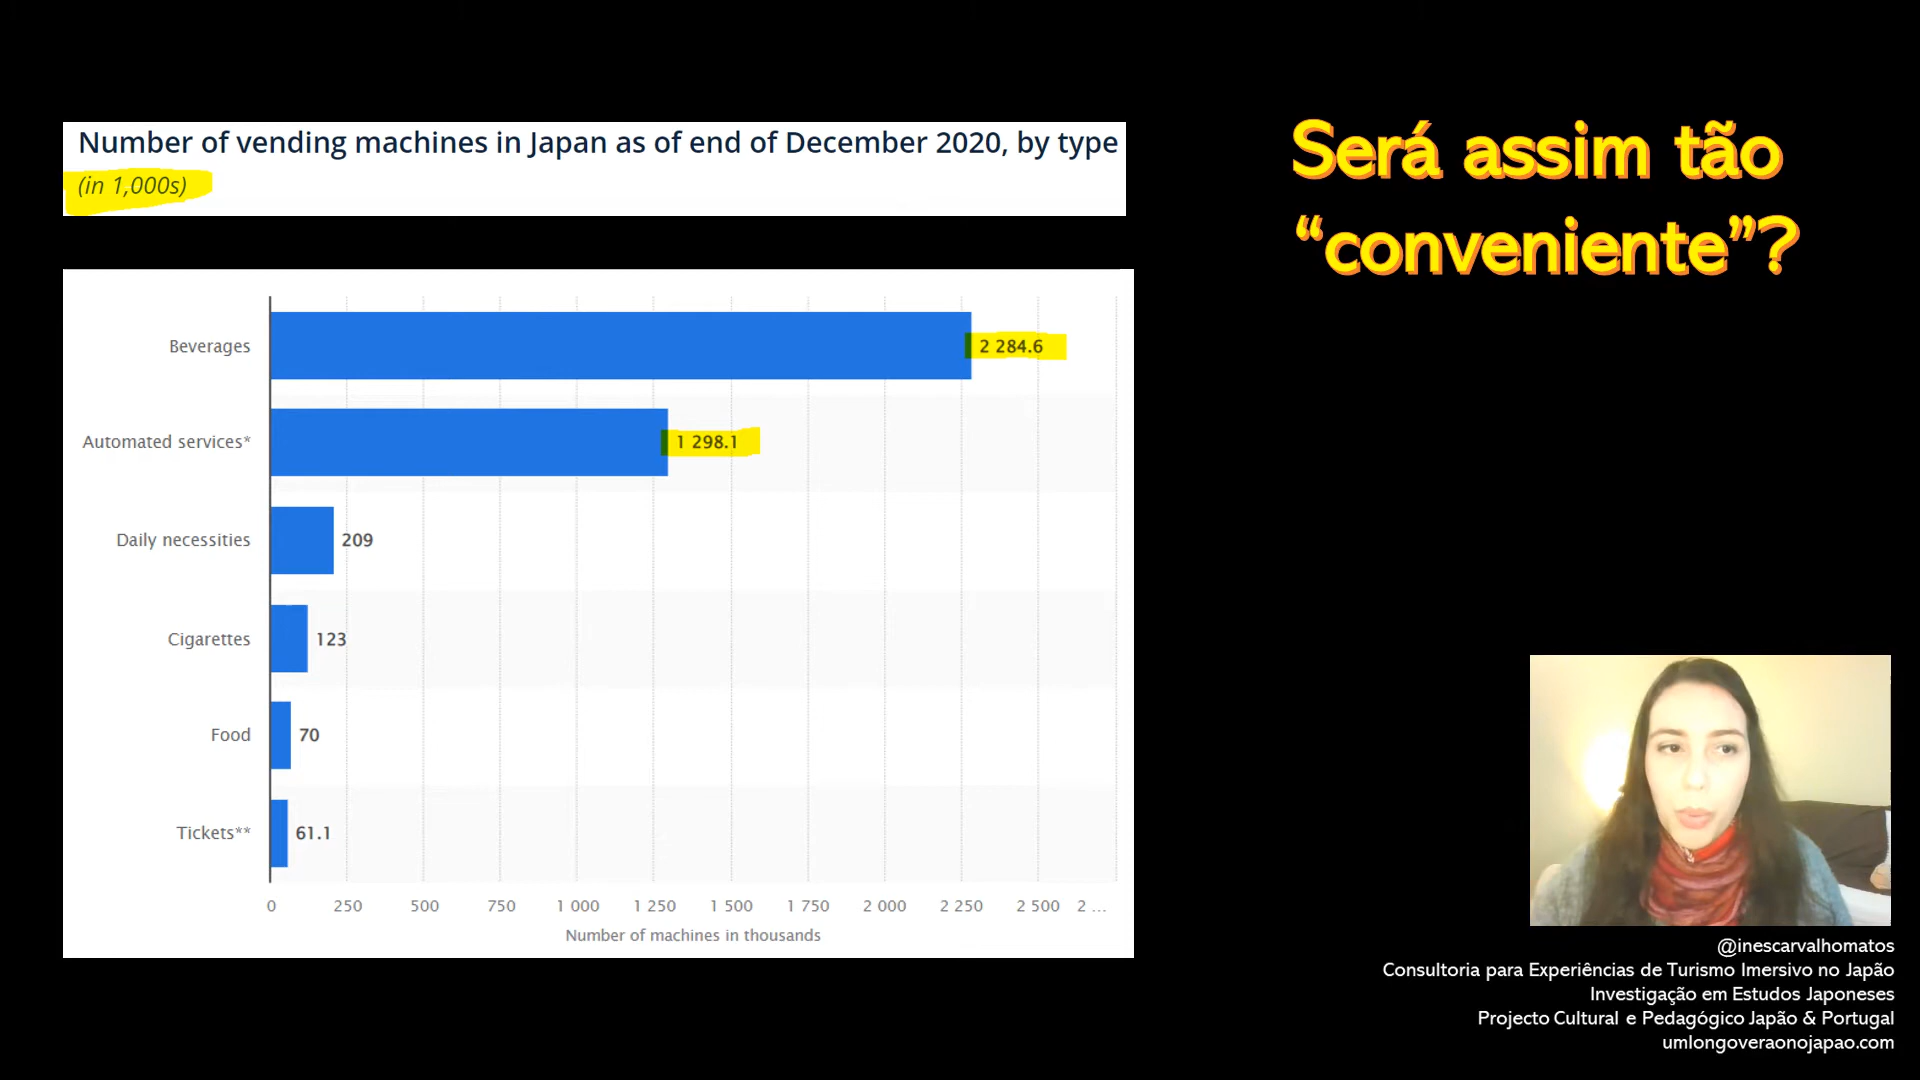 Number of vending machines in Japan as of end of December 2020, by type
(in 1,000s)
Será assim tão
“conveniente”?
Beverages
2 284.6
Automated services*
1 298.1
Daily necessities
209
Cigarettes
123
Food
70
Tickets**
61.1
0 250 500 750 1 000 1 250 1 500 1 750 2 000 2 250 2 500 2 ...
Number of machines in thousands
@inescarvalhomatos
Consultoria para Experiências de Turismo Imersivo no Japão
Investigação em Estudos Japoneses
Projecto Cultural e Pedagógico Japão & Portugal
umlongoveraonojapao.com